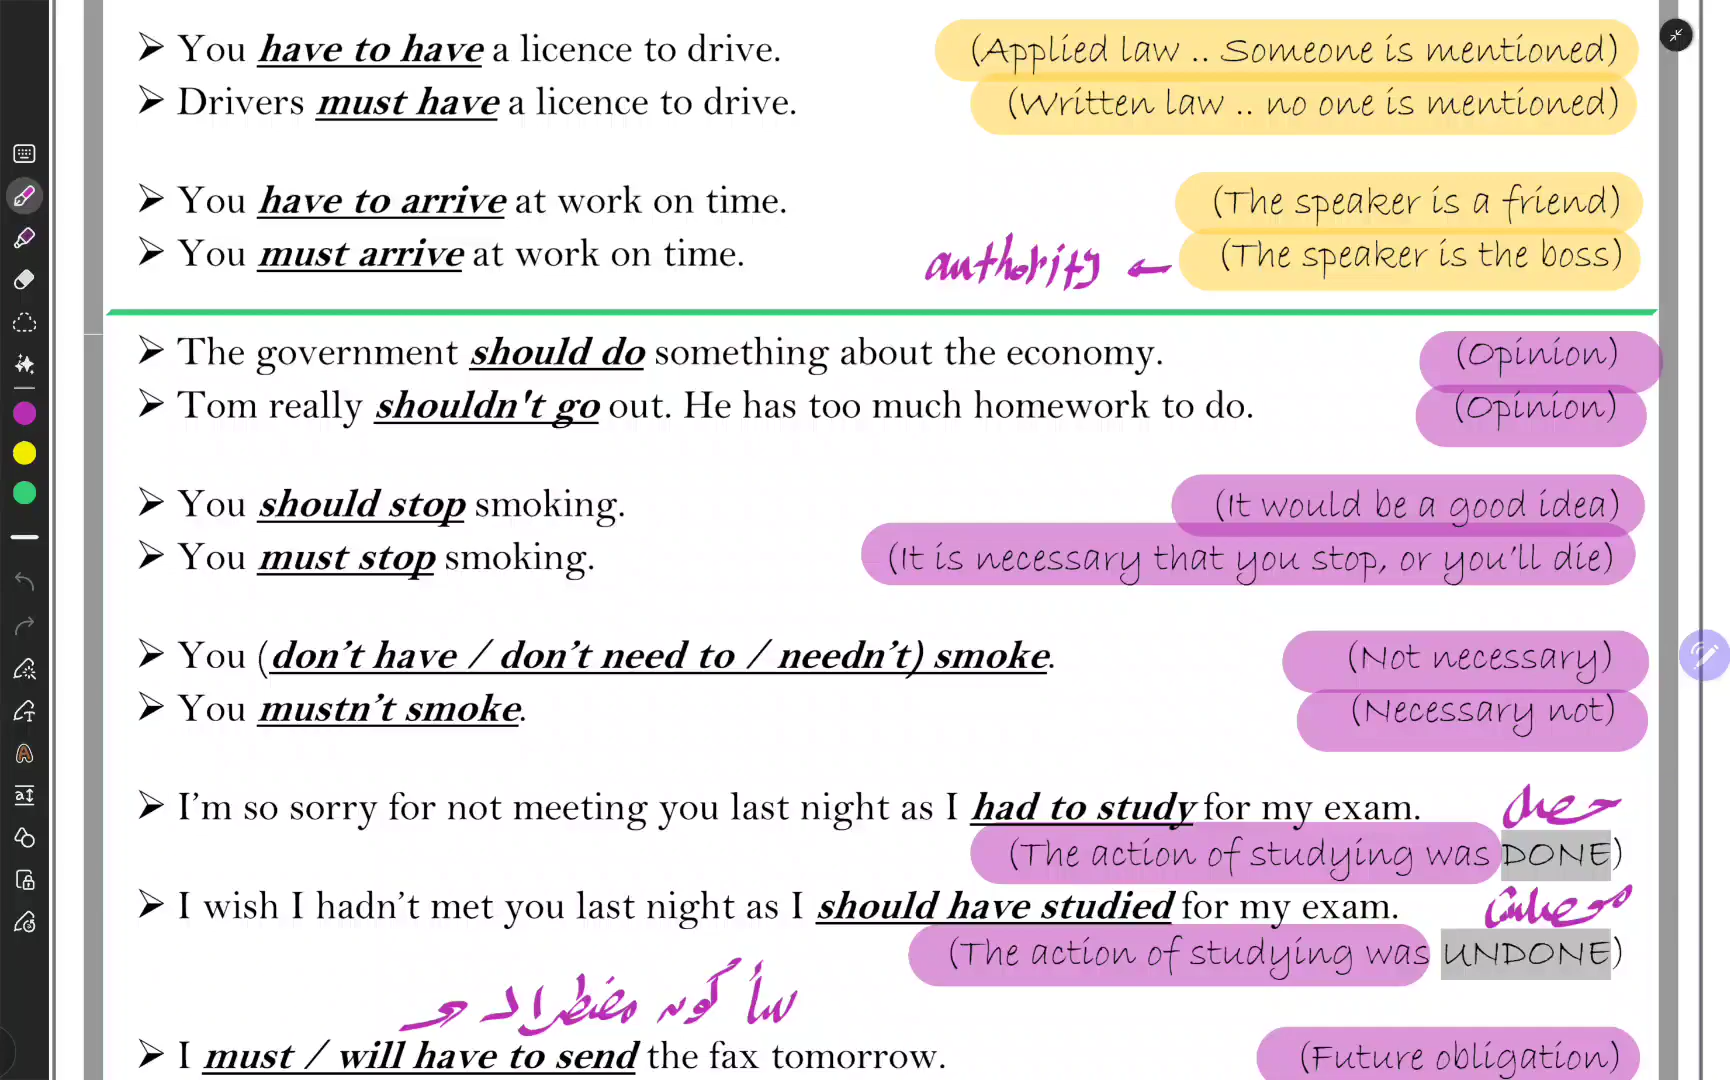 ➢ You have to have a licence to drive. (Applied law .. Someone is mentioned)
➢ Drivers must have a licence to drive. (Written law .. no one is mentioned)
➢ You have to arrive at work on time. (The speaker is a friend)
➢ You must arrive at work on time. authority ← (The speaker is the boss)
➢ The government should do something about the economy. (Opinion)
➢ Tom really shouldn't go out. He has too much homework to do. (Opinion)
➢ You should stop smoking. (It would be a good idea)
➢ You must stop smoking. (It is necessary that you stop, or you'll die)
➢ You (don’t have / don’t need to / needn’t) smoke. (Not necessary)
➢ You mustn’t smoke. (Necessary not)
➢ I’m so sorry for not meeting you last night as I had to study for my exam. حصل
(The action of studying was DONE)
➢ I wish I hadn’t met you last night as I should have studied for my exam. محصلش
(The action of studying was UNDONE)
سأكون مضطرا
➢ I must / will have to send the fax tomorrow. (Future obligation)